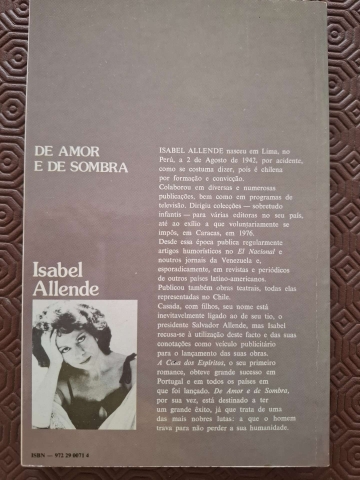 DE AMOR
E DE SOMBRA
Isabel
Allende
ISABEL ALLENDE nasceu em Lima, no
Perú, a 2 de Agosto de 1942, por acidente,
como se costuma dizer, pois é chilena
por formação e convicção.
Colaborou em diversas e numerosas
publicações, bem como em programas de
televisão. Dirigiu colecções — sobretudo
infantis — para várias editoras no seu país,
até ao exílio a que voluntariamente se
impôs, em Caracas, em 1976.
Desde essa época publica regularmente
artigos humorísticos no El Nacional e
noutros jornais da Venezuela e,
esporadicamente, em revistas e periódicos
de outros países latino-americanos.
Publicou também obras teatrais, todas elas
representadas no Chile.
Casada, com filhos, seu nome está
inevitavelmente ligado ao de seu tio, o
presidente Salvador Allende, mas Isabel
recusa-se à utilização deste facto e das suas
conotações como veículo publicitário
para o lançamento das suas obras.
A Casa dos Espíritos, o seu primeiro
romance, obteve grande sucesso em
Portugal e em todos os países em
que foi lançado. De Amor e de Sombra,
por sua vez, está destinado a ter
um grande êxito, já que trata de uma
das mais nobres lutas: a que o homem
trava para não perder a sua humanidade.
ISBN — 972 29 0071 4